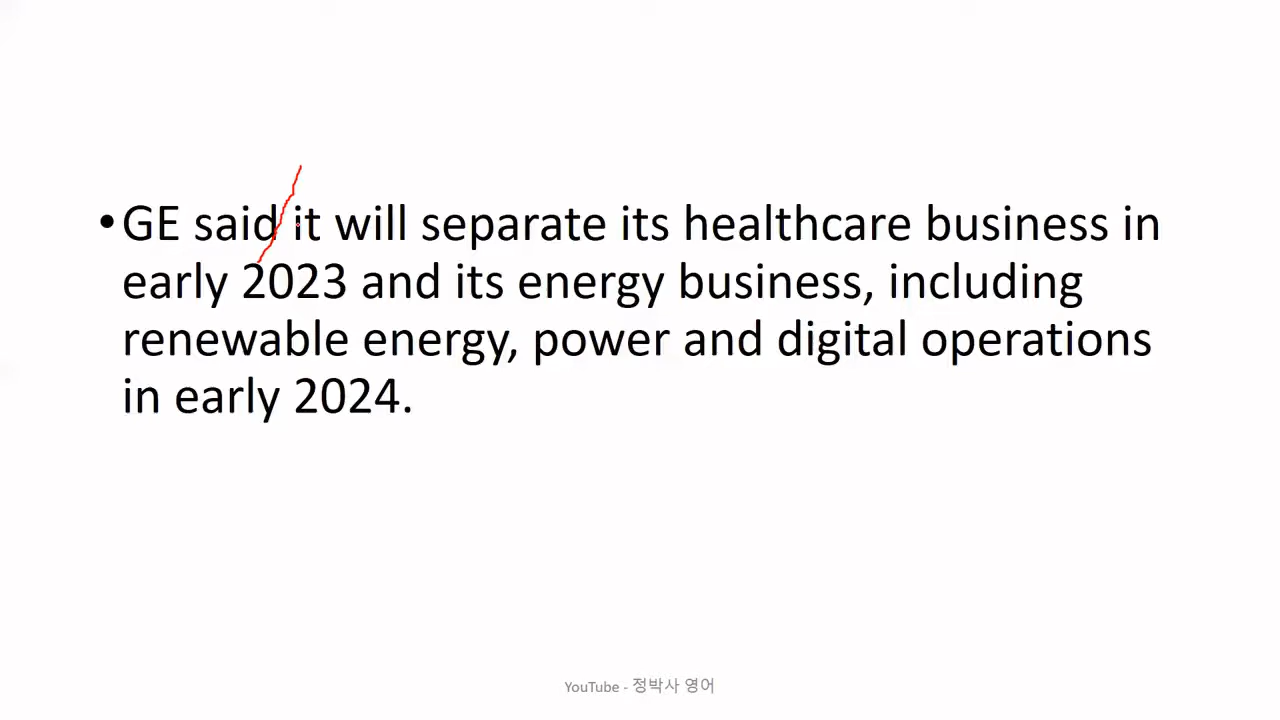 •GE said it will separate its healthcare business in
early 2023 and its energy business, including
renewable energy, power and digital operations
in early 2024.
YouTube - 정박사 영어